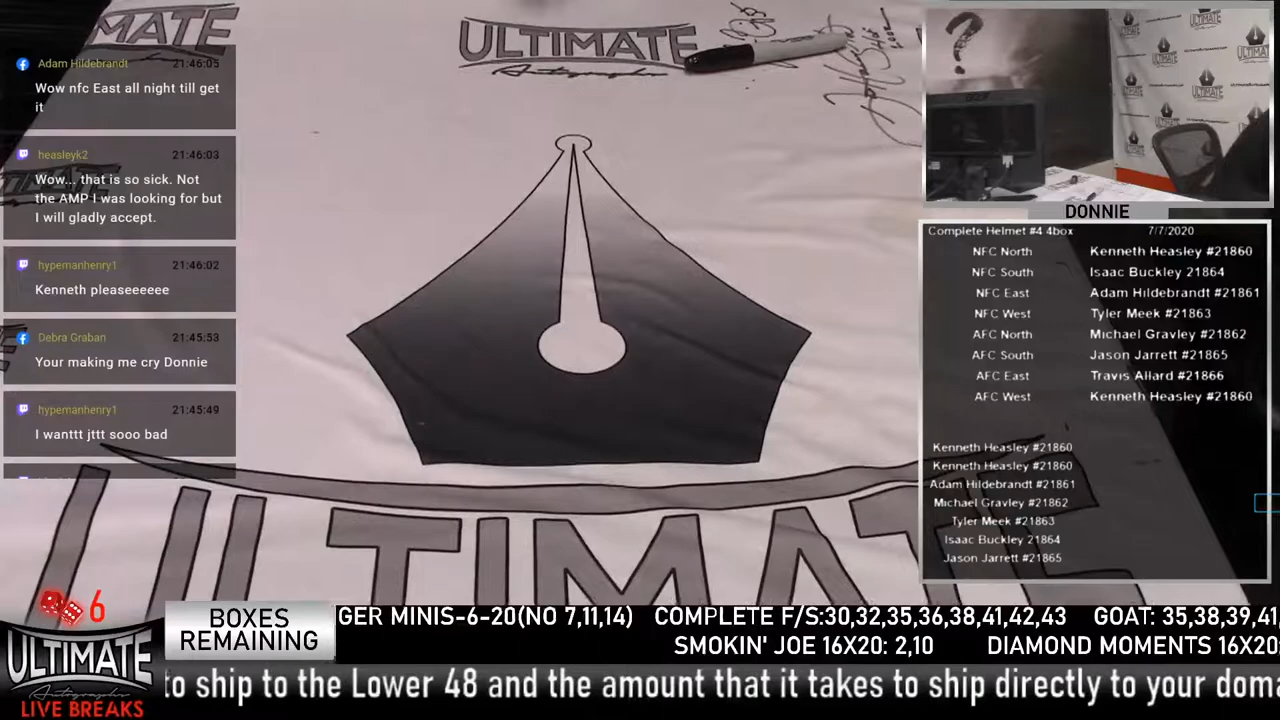 ULTIMATE
Adam Hildebrandt 21:46:05
Wow nfc East all night till get
it
heasleyk2 21:46:03
Wow... that is so sick. Not
the AMP I was looking for but
I will gladly accept.
hypemanhenry1 21:46:02
Kenneth pleaseeeeee
Debra Graban 21:45:53
Your making me cry Donnie
hypemanhenry1 21:45:49
I wanttt jttt sooo bad
ULTIMATE
DONNIE
Complete Helmet #4 4box 7/7/2020
NFC North Kenneth Heasley #21860
NFC South Isaac Buckley 21864
NFC East Adam Hildebrandt #21861
NFC West Tyler Meek #21863
AFC North Michael Gravley #21862
AFC South Jason Jarrett #21865
AFC East Travis Allard #21866
AFC West Kenneth Heasley #21860
Kenneth Heasley #21860
Kenneth Heasley #21860
Adam Hildebrandt #21861
Michael Gravley #21862
Tyler Meek #21863
Isaac Buckley 21864
Jason Jarrett #21865
6
ULTIMATE
Autographs
LIVE BREAKS
BOXES
REMAINING
GER MINIS-6-20(NO 7,11,14) COMPLETE F/S:30,32,35,36,38,41,42,43 GOAT: 35,38,39,41,
SMOKIN' JOE 16X20: 2,10 DIAMOND MOMENTS 16X20:
to ship to the Lower 48 and the amount that it takes to ship directly to your doma